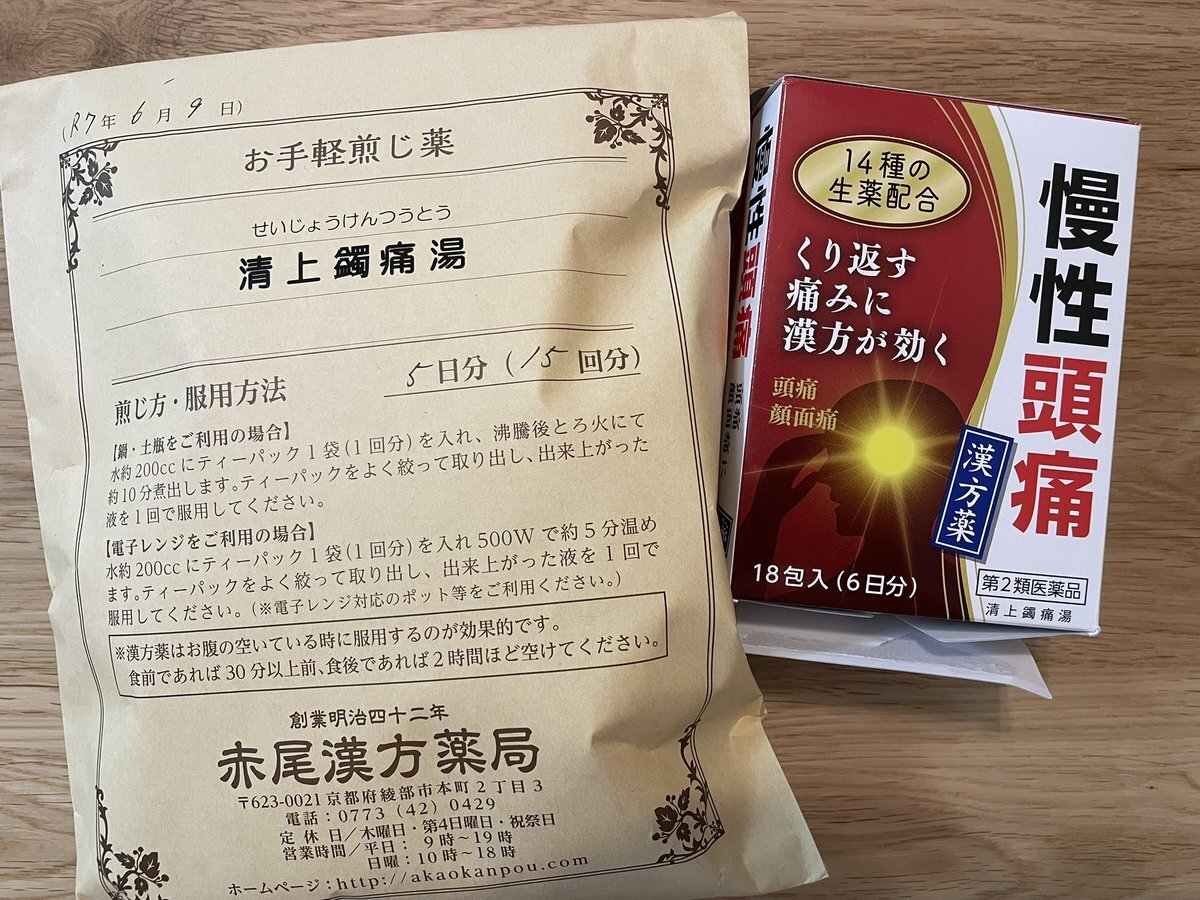 (R7年6月9日)
お手軽煎じ薬
せいじょうけんつうとう
清上蠲痛湯
5日分(15回分)
煎じ方・服用方法
【鍋・土瓶をご利用の場合】
水約200ccにティーパック1袋(1回分)を入れ、沸騰後とろ火にて
約10分煮出します。ティーパックをよく絞って取り出し、出来上がった
液を1回で服用してください。
【電子レンジをご利用の場合】
水約200ccにティーパック1袋(1回分)を入れ500Wで約5分温め
ます。ティーパックをよく絞って取り出し、出来上がった液を1回で
服用してください。(※電子レンジ対応のポット等をご利用ください。)
※漢方薬はお腹の空いている時に服用するのが効果的です。
食前であれば30分以上前、食後であれば2時間ほど空けてください。
創業明治四十二年
赤尾漢方薬局
〒623-0021京都府綾部市本町2丁目3
電話:0773(42)0429
定休日/木曜日・第4日曜日・祝祭日
営業時間/平日:9時~19時
日曜:10時~18時
ホームページ:http://akaokanpou.com
慢性頭痛
14種の
生薬配合
くり返す
痛みに
漢方が効く
頭痛
顔面痛
慢性
頭痛
漢方薬
18包入(6日分)
第2類医薬品
清上蠲痛湯